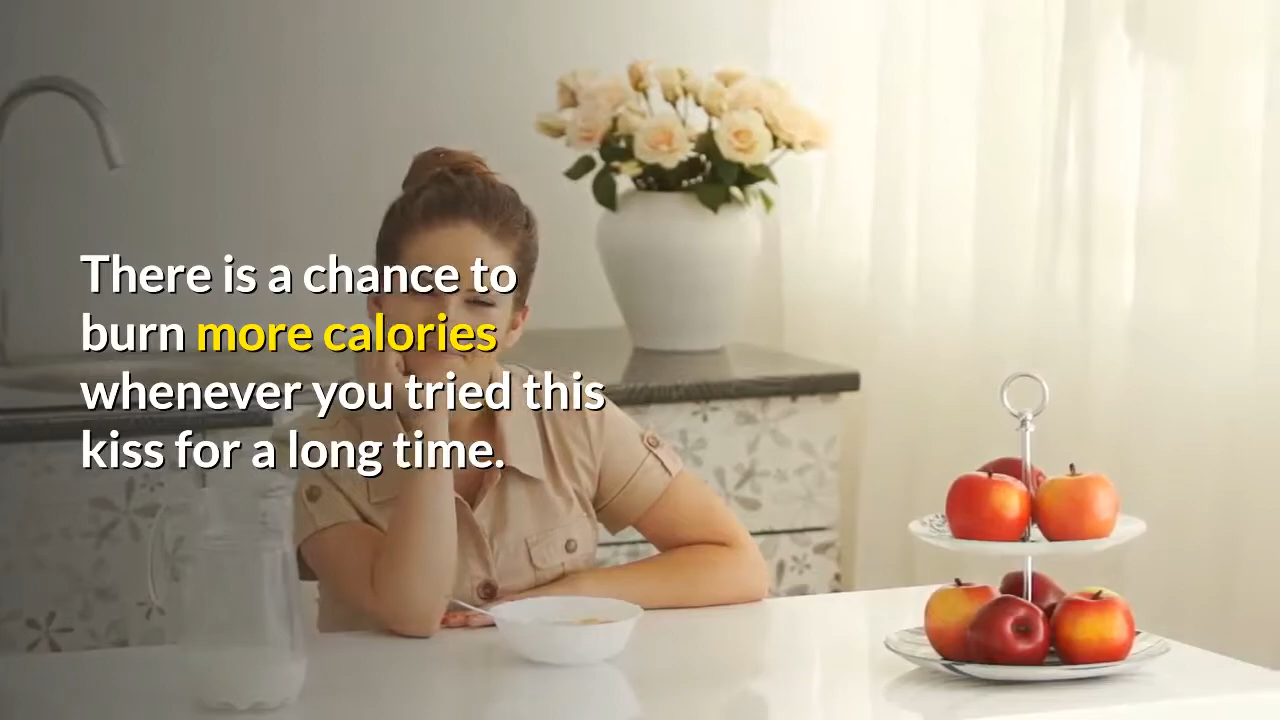 There is a chance to
burn more calories
whenever you tried this
kiss for a long time.